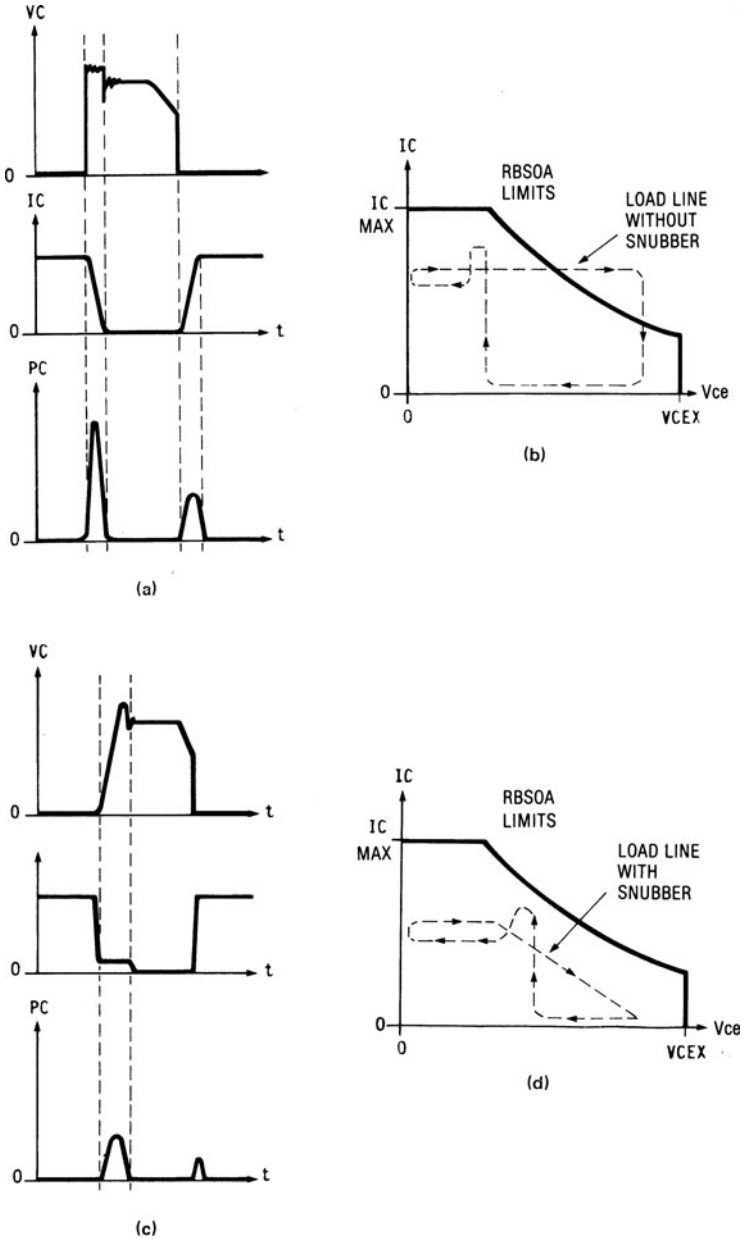 VC
0
IC
0
t
PC
0
t
(a)
IC
IC
MAX
RBSOA
LIMITS
LOAD LINE
WITHOUT
SNUBBER
0
0
VCEX
Vce
(b)
VC
0
t
0
t
PC
0
t
(c)
IC
IC
MAX
RBSOA
LIMITS
LOAD LINE
WITH
SNUBBER
0
0
VCEX
Vce
(d)